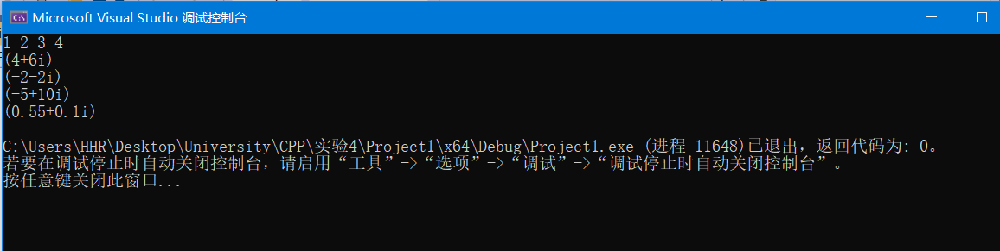 Microsoft Visual Studio 调试控制台
1 2 3 4
(4+6i)
(-2-2i)
(-5+10i)
(0.55+0.1i)
C:\Users\HHR\Desktop\University\CPP\实验4\Project1\x64\Debug\Project1.exe (进程 11648)已退出，返回代码为: 0。
若要在调试停止时自动关闭控制台，请启用“工具”->“选项”->“调试”->“调试停止时自动关闭控制台”。
按任意键关闭此窗口...